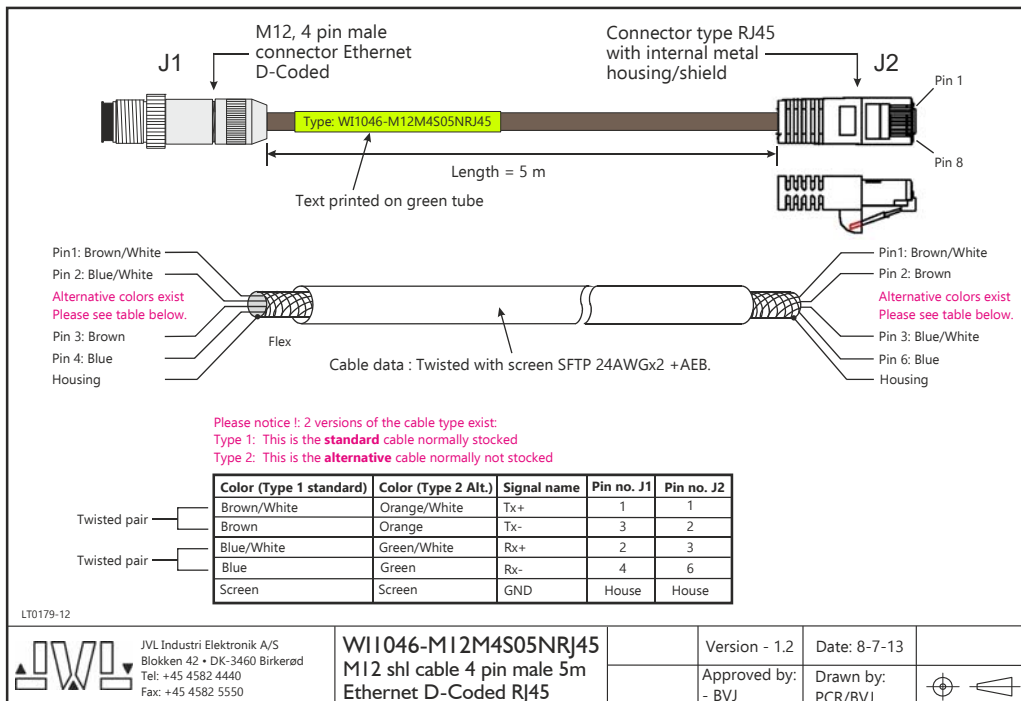 J1
M12, 4 pin male
connector Ethernet
D-Coded
Connector type RJ45
with internal metal
housing/shield
J2
Pin 1
Pin 8
Type: WI1046-M12M4S05NRJ45
Length = 5 m
Text printed on green tube
Pin1: Brown/White
Pin 2: Blue/White
Alternative colors exist
Please see table below.
Pin 3: Brown
Pin 4: Blue
Housing
Flex
Cable data : Twisted with screen SFTP 24AWGx2 +AEB.
Pin1: Brown/White
Pin 2: Brown
Alternative colors exist
Please see table below.
Pin 3: Blue/White
Pin 6: Blue
Housing
Please notice !: 2 versions of the cable type exist:
Type 1: This is the standard cable normally stocked
Type 2: This is the alternative cable normally not stocked
Color (Type 1 standard) Color (Type 2 Alt.) Signal name Pin no. J1 Pin no. J2
Twisted pair
Brown/White Orange/White Tx+ 1 1
Brown Orange Tx- 3 2
Twisted pair
Blue/White Green/White Rx+ 2 3
Blue Green Rx- 4 6
Screen Screen GND House House
LT0179-12
JVL
JVL Industri Elektronik A/S
Blokken 42 • DK-3460 Birkerød
Tel: +45 4582 4440
Fax: +45 4582 5550
WI1046-M12M4S05NRJ45
M12 shl cable 4 pin male 5m
Ethernet D-Coded RJ45
Version - 1.2
Date: 8-7-13
Approved by:
- BVJ
Drawn by:
PCR/BVJ